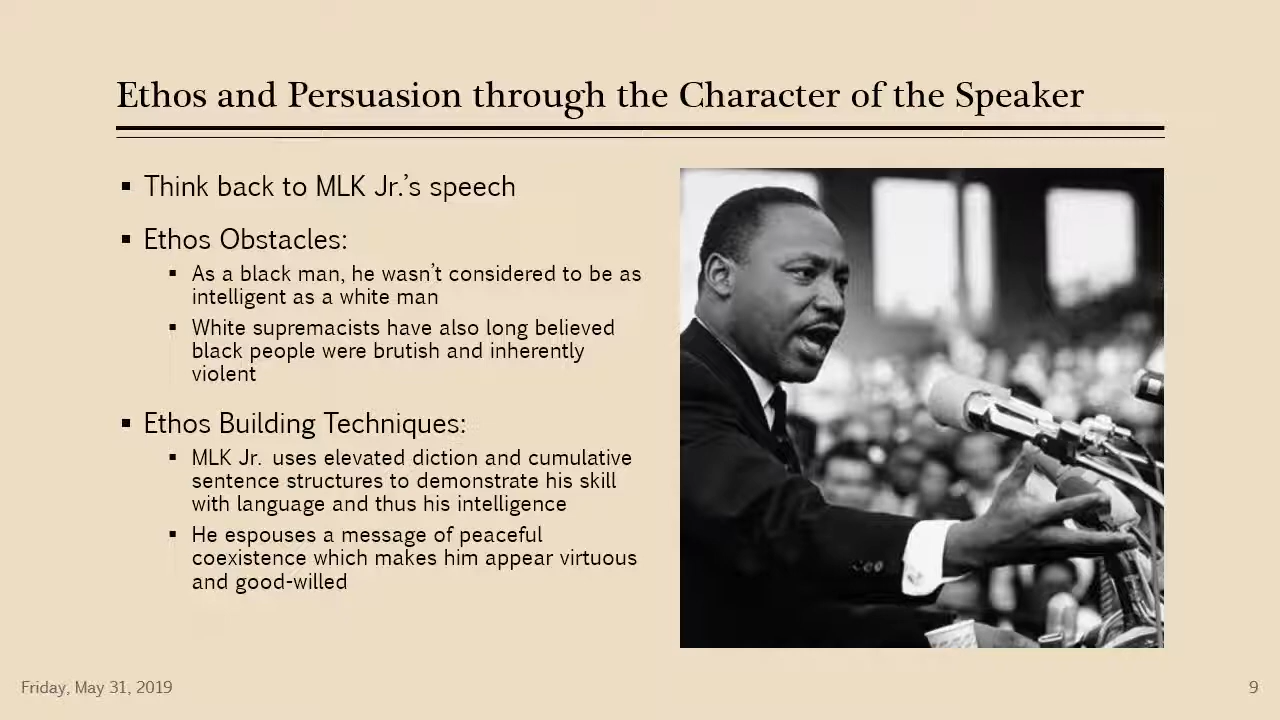 Ethos and Persuasion through the Character of the Speaker
▪ Think back to MLK Jr.’s speech
▪ Ethos Obstacles:
▪ As a black man, he wasn’t considered to be as
intelligent as a white man
▪ White supremacists have also long believed
black people were brutish and inherently
violent
▪ Ethos Building Techniques:
▪ MLK Jr. uses elevated diction and cumulative
sentence structures to demonstrate his skill
with language and thus his intelligence
▪ He espouses a message of peaceful
coexistence which makes him appear virtuous
and good-willed
Friday, May 31, 2019
9